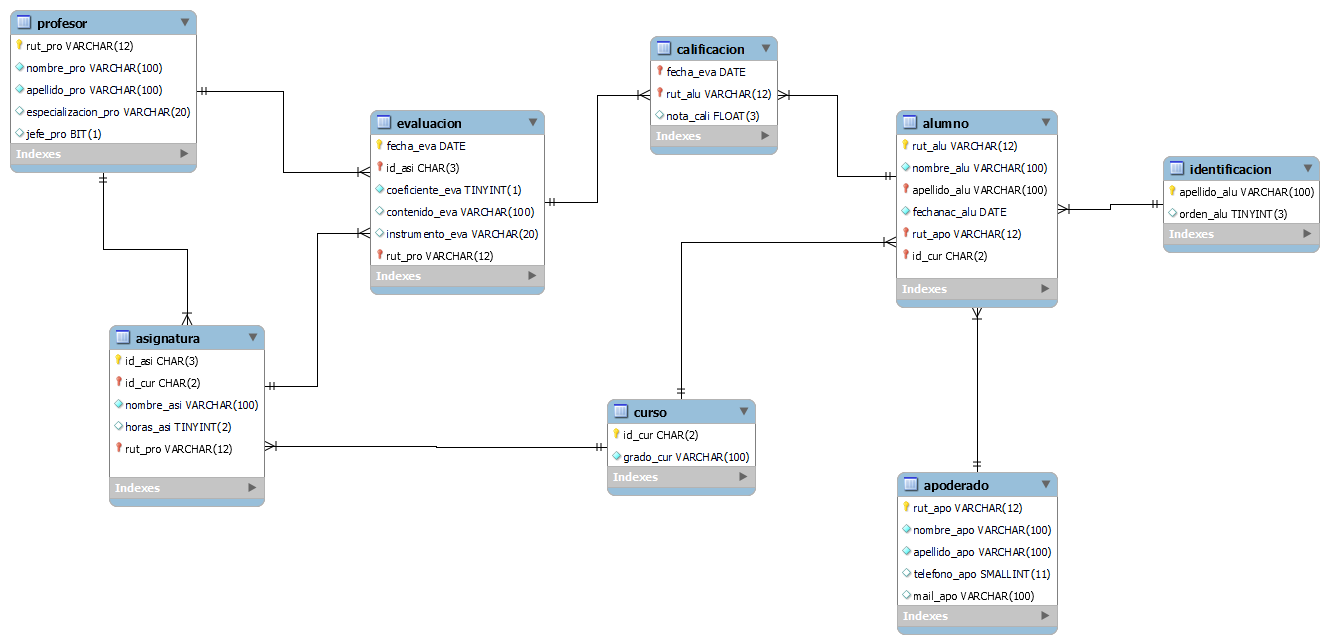 profesor
rut_pro VARCHAR(12)
nombre_pro VARCHAR(100)
apellido_pro VARCHAR(100)
especializacion_pro VARCHAR(20)
jefe_pro BIT(1)
Indexes
evaluacion
fecha_eva DATE
id_asi CHAR(3)
coeficiente_eva TINYINT(1)
contenido_eva VARCHAR(100)
instrumento_eva VARCHAR(20)
rut_pro VARCHAR(12)
Indexes
calificacion
fecha_eva DATE
rut_alu VARCHAR(12)
nota_cali FLOAT(3)
Indexes
alumno
rut_alu VARCHAR(12)
nombre_alu VARCHAR(100)
apellido_alu VARCHAR(100)
fechanac_alu DATE
rut_apo VARCHAR(12)
id_cur CHAR(2)
Indexes
identificacion
apellido_alu VARCHAR(100)
orden_alu TINYINT(3)
Indexes
asignatura
id_asi CHAR(3)
id_cur CHAR(2)
nombre_asi VARCHAR(100)
horas_asi TINYINT(2)
rut_pro VARCHAR(12)
Indexes
curso
id_cur CHAR(2)
grado_cur VARCHAR(100)
Indexes
apoderado
rut_apo VARCHAR(12)
nombre_apo VARCHAR(100)
apellido_apo VARCHAR(100)
telefono_apo SMALLINT(11)
mail_apo VARCHAR(100)
Indexes